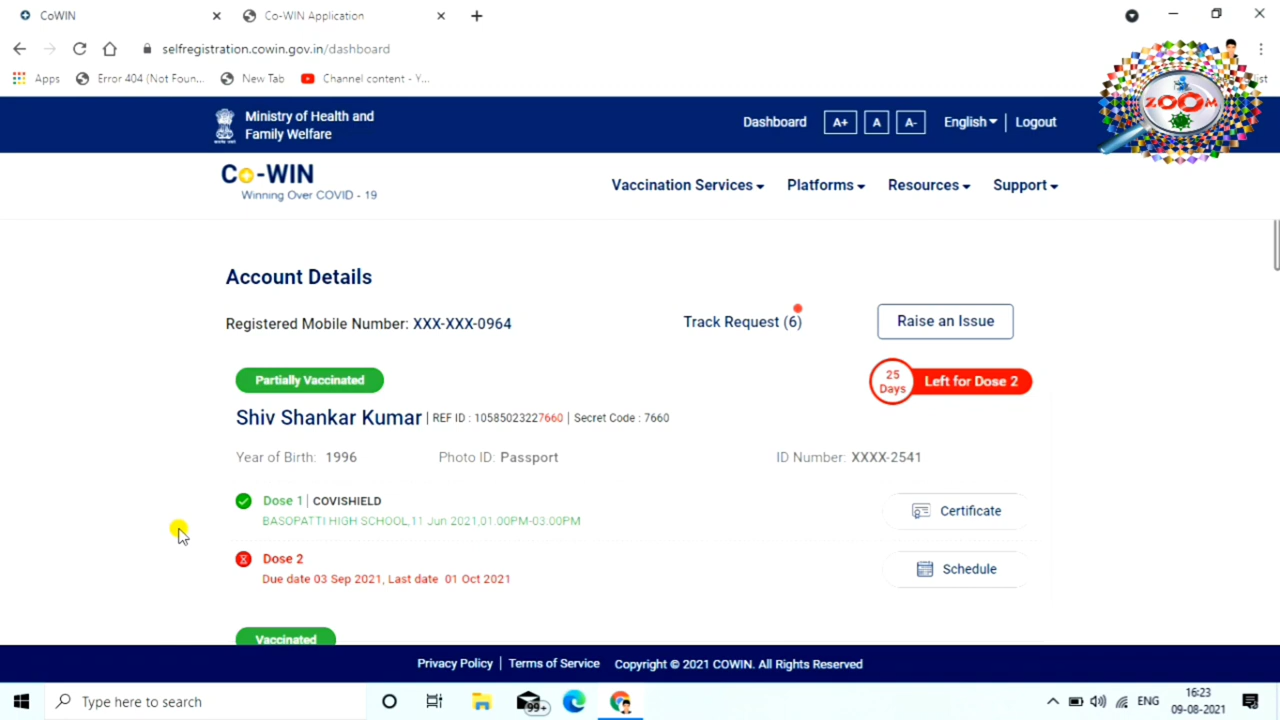 CoWIN
Co-WIN Application
selfregistration.cowin.gov.in/dashboard
Apps
Error 404 (Not Foun...
New Tab
Channel content - Y...
Ministry of Health and
Family Welfare
Dashboard
A+
A
A-
English
Logout
ZOOM
Co-WIN
Winning Over COVID - 19
Vaccination Services
Platforms
Resources
Support
Account Details
Registered Mobile Number: XXX-XXX-0964
Track Request (6)
Raise an Issue
Partially Vaccinated
25
Days
Left for Dose 2
Shiv Shankar Kumar | REF ID : 10585023227660 | Secret Code : 7660
Year of Birth: 1996
Photo ID: Passport
ID Number: XXXX-2541
Dose 1 | COVISHIELD
BASOPATTI HIGH SCHOOL,11 Jun 2021,01.00PM-03.00PM
Certificate
Dose 2
Due date 03 Sep 2021, Last date 01 Oct 2021
Schedule
Vaccinated
Privacy Policy | Terms of Service
Copyright © 2021 COWIN. All Rights Reserved
Type here to search
99+
ENG
16:23
09-08-2021